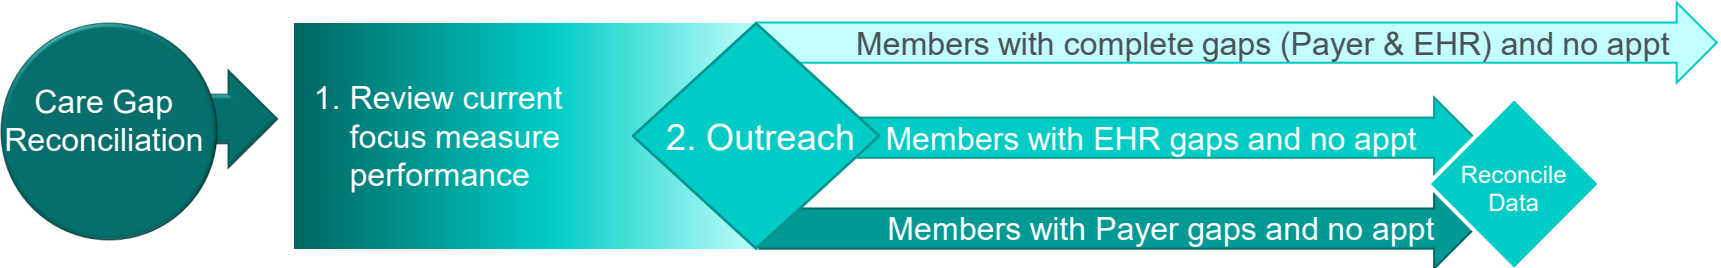 Care Gap
Reconciliation
1. Review current
focus measure
performance
2. Outreach
Members with complete gaps (Payer & EHR) and no appt
Members with EHR gaps and no appt
Members with Payer gaps and no appt
Reconcile
Data